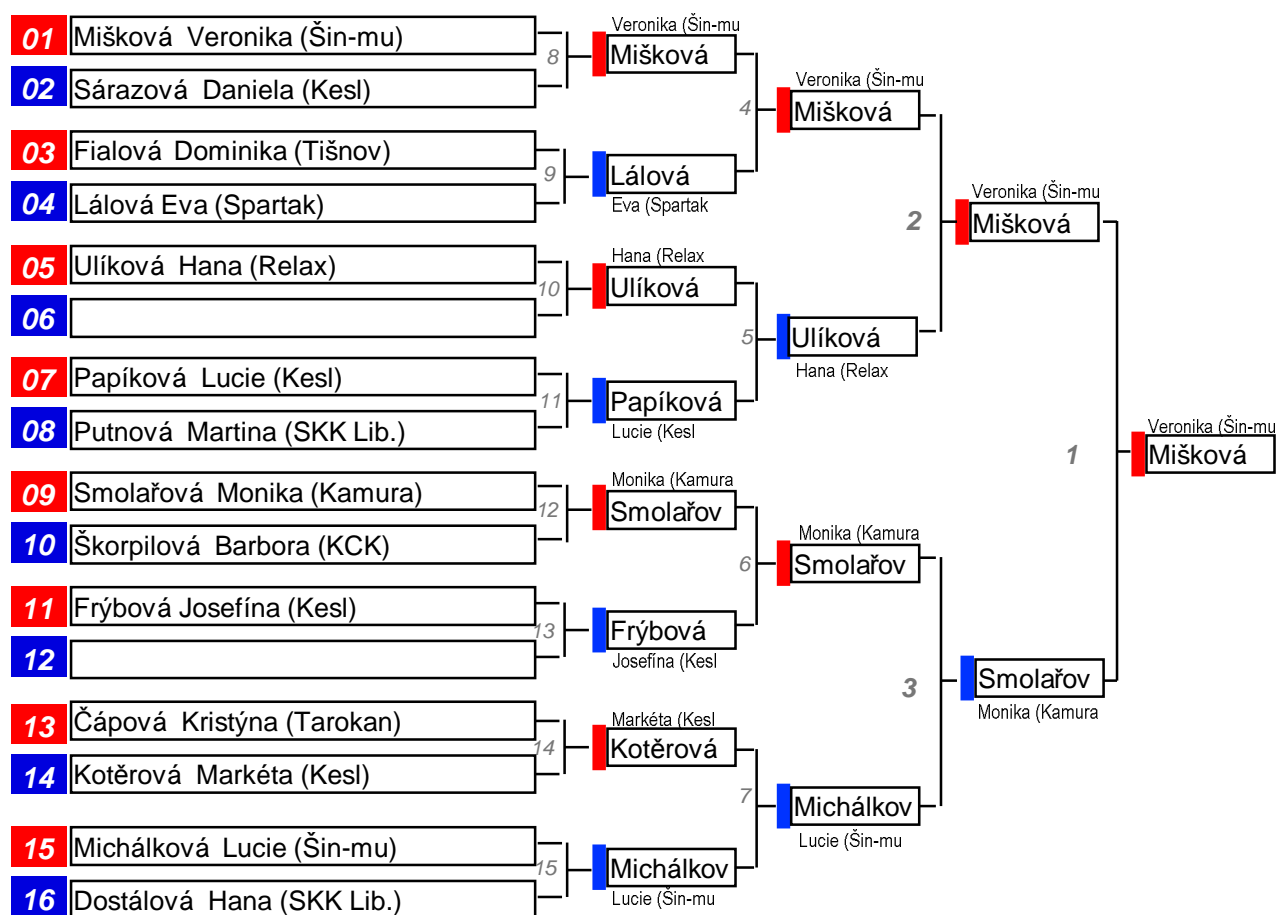 01 Mišková Veronika (Šin-mu)
02 Sárazová Daniela (Kesl)
03 Fialová Dominika (Tišnov)
04 Lálová Eva (Spartak)
05 Ulíková Hana (Relax)
06
07 Papíková Lucie (Kesl)
08 Putnová Martina (SKK Lib.)
09 Smolařová Monika (Kamura)
10 Škorpilová Barbora (KCK)
11 Frýbová Josefína (Kesl)
12
13 Čápová Kristýna (Tarokan)
14 Kotěrová Markéta (Kesl)
15 Michálková Lucie (Šin-mu)
16 Dostálová Hana (SKK Lib.)
8
9
10
11
12
13
14
15
Veronika (Šin-mu
Mišková
Lálová
Eva (Spartak
Hana (Relax
Ulíková
Papíková
Lucie (Kesl
Monika (Kamura
Smolařov
Frýbová
Josefína (Kesl
Markéta (Kesl
Kotěrová
Michálkov
Lucie (Šin-mu
4
5
6
7
Veronika (Šin-mu
Mišková
Ulíková
Hana (Relax
Monika (Kamura
Smolařov
Michálkov
Lucie (Šin-mu
2
3
Veronika (Šin-mu
Mišková
Smolařov
Monika (Kamura
1
Veronika (Šin-mu
Mišková